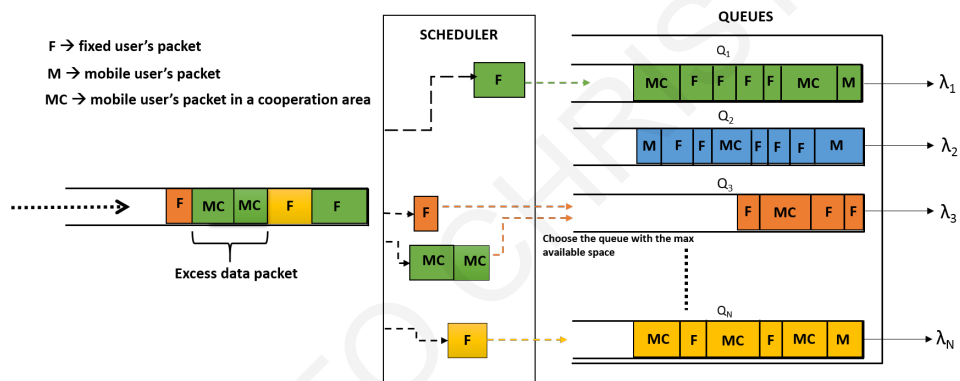 F → fixed user's packet
M → mobile user's packet
MC → mobile user's packet in a cooperation area
F MC MC F F
Excess data packet
SCHEDULER
F
F
MC MC
F
Choose the queue with the max
available space
QUEUES
Q1
MC F F F F MC M
λ1
Q2
M F F MC F F F M
λ2
Q3
F MC F F
λ3
QN
MC F MC F MC M
λN
O CHRIS